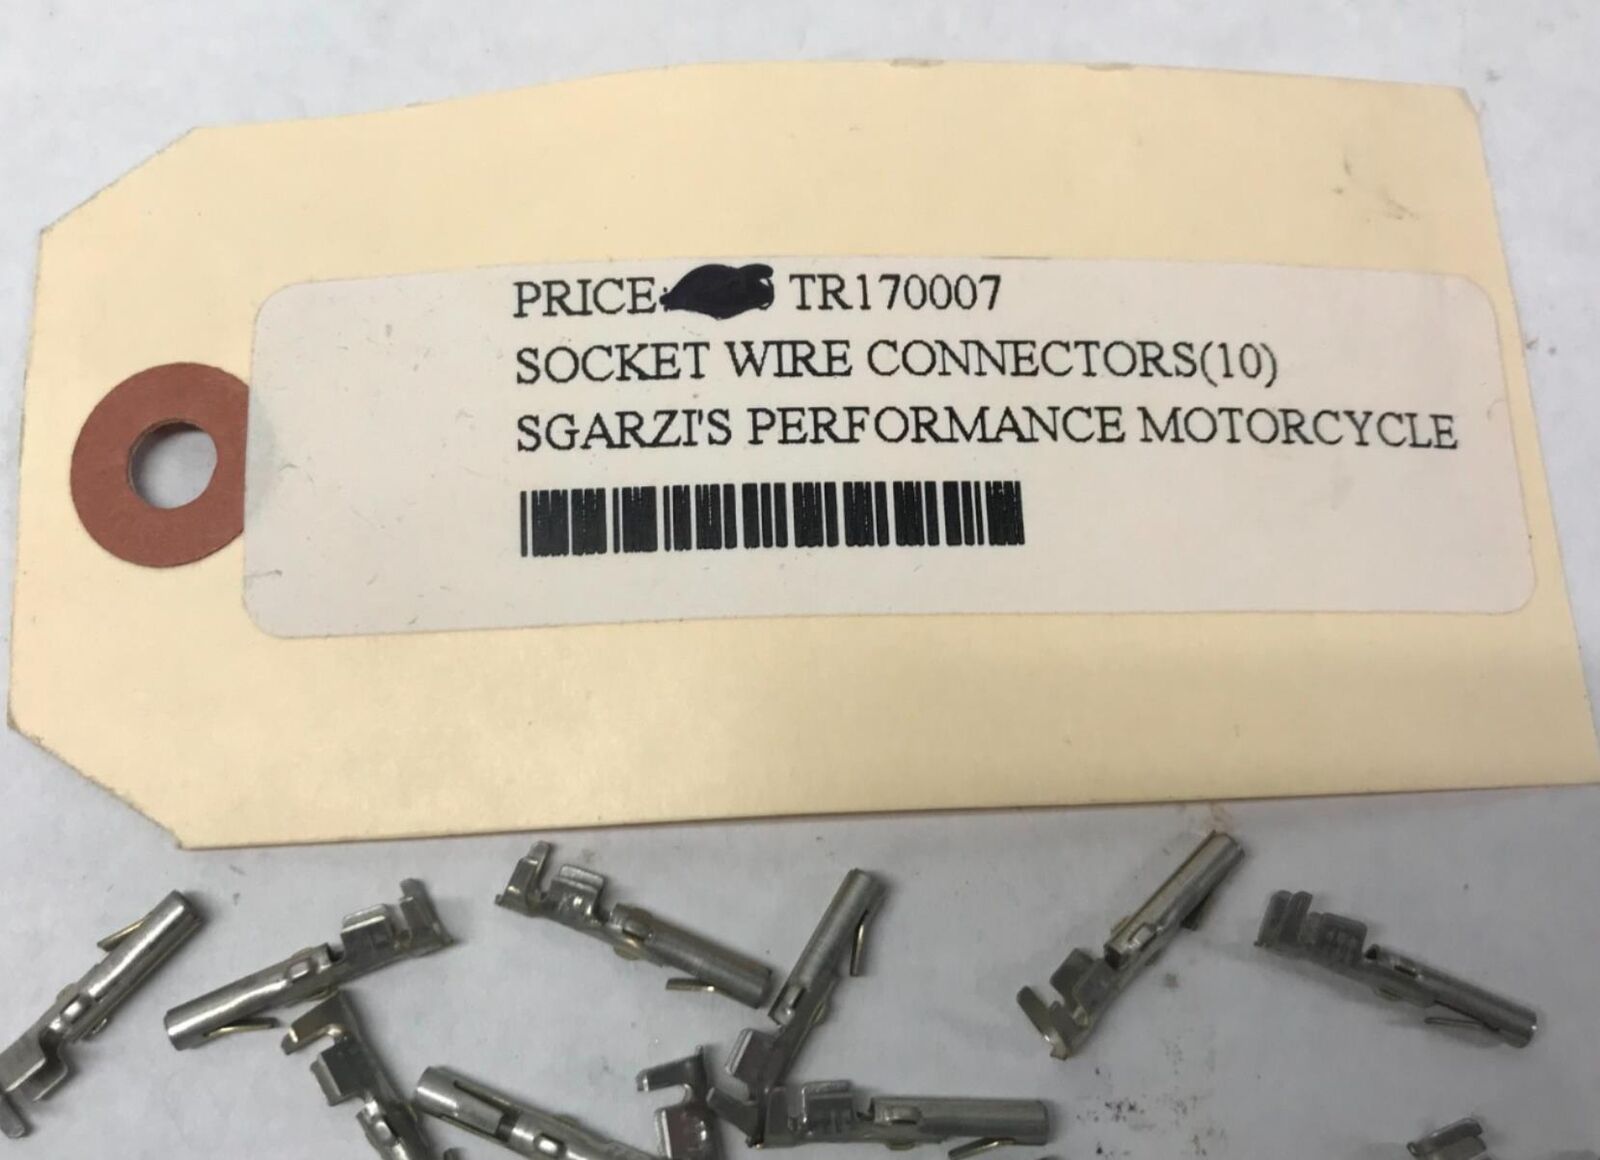 PRICE TR170007
SOCKET WIRE CONNECTORS(10)
SGARZI'S PERFORMANCE MOTORCYCLE